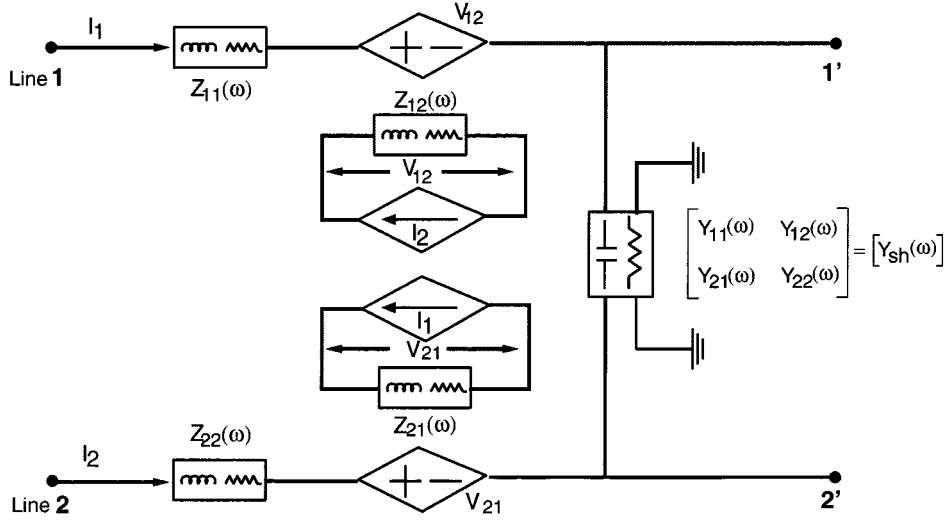 I₁
V₁₂
Line 1
Z₁₁(ω)
+ −
1'
Z₁₂(ω)
V₁₂
I₂
Y₁₁(ω) Y₁₂(ω)
Y₂₁(ω) Y₂₂(ω)
= [Yₛₕ(ω)]
I₁
V₂₁
Z₂₁(ω)
I₂
Z₂₂(ω)
+ −
Line 2
V₂₁
2'